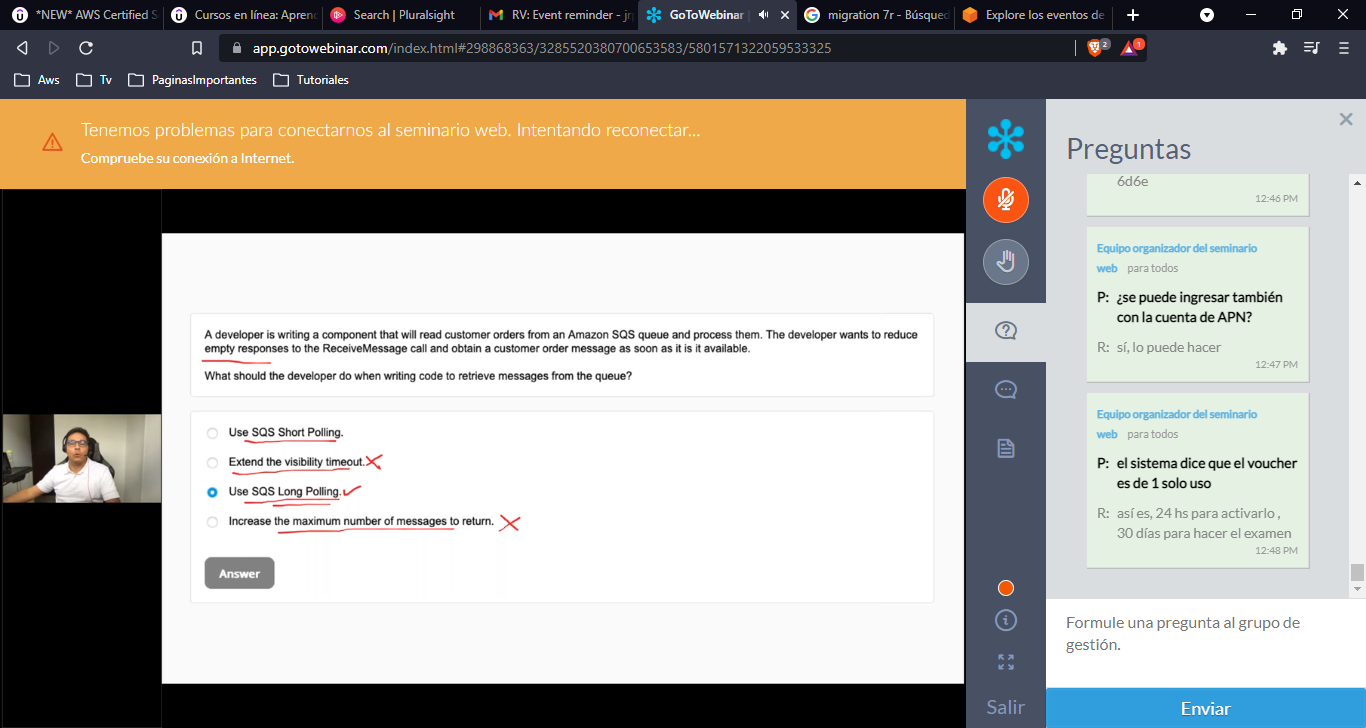 *NEW* AWS Certified S
Cursos en línea: Aprend
Search | Pluralsight
RV: Event reminder - jr
GoToWebinar
migration 7r - Búsqued
Explore los eventos de
app.gotowebinar.com/index.html#298868363/3285520380700653583/5801571322059533325
2
1
Aws
Tv
PaginasImportantes
Tutoriales
Tenemos problemas para conectarnos al seminario web. Intentando reconectar...
Compruebe su conexión a Internet.
A developer is writing a component that will read customer orders from an Amazon SQS queue and process them. The developer wants to reduce
empty responses to the ReceiveMessage call and obtain a customer order message as soon as it is it available.
What should the developer do when writing code to retrieve messages from the queue?
Use SQS Short Polling.
Extend the visibility timeout.
Use SQS Long Polling.
Increase the maximum number of messages to return.
Answer
Salir
Preguntas
6d6e
12:46 PM
Equipo organizador del seminario
web para todos
P: ¿se puede ingresar también
con la cuenta de APN?
R: sí, lo puede hacer
12:47 PM
Equipo organizador del seminario
web para todos
P: el sistema dice que el voucher
es de 1 solo uso
R: así es, 24 hs para activarlo ,
30 días para hacer el examen
12:48 PM
Formule una pregunta al grupo de
gestión.
Enviar